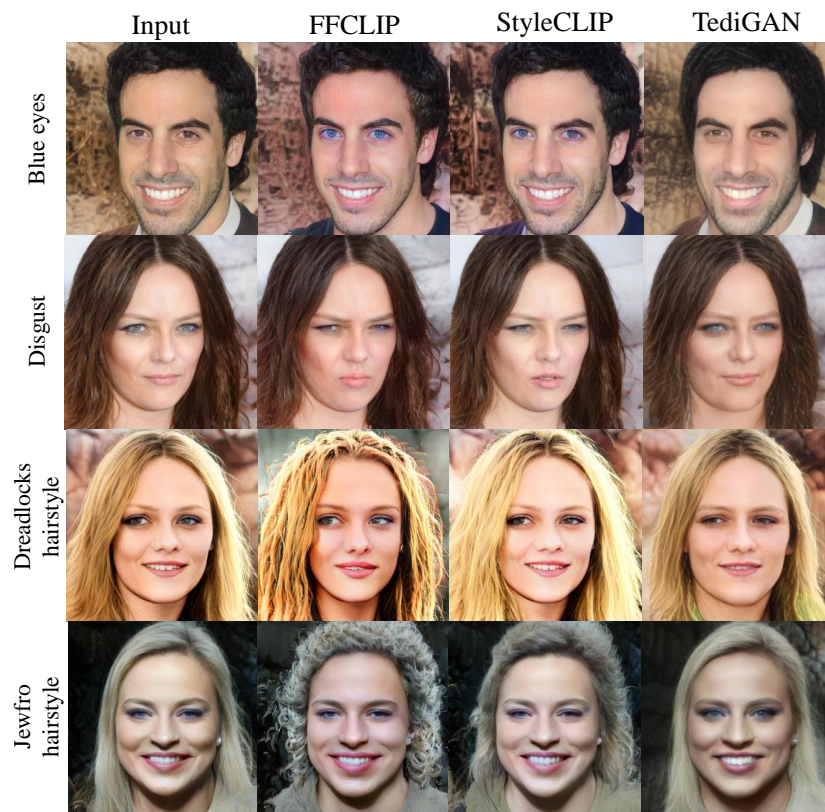 Input FFCLIP StyleCLIP TediGAN
Blue eyes
Disgust
Dreadlocks
hairstyle
Jewfro
hairstyle